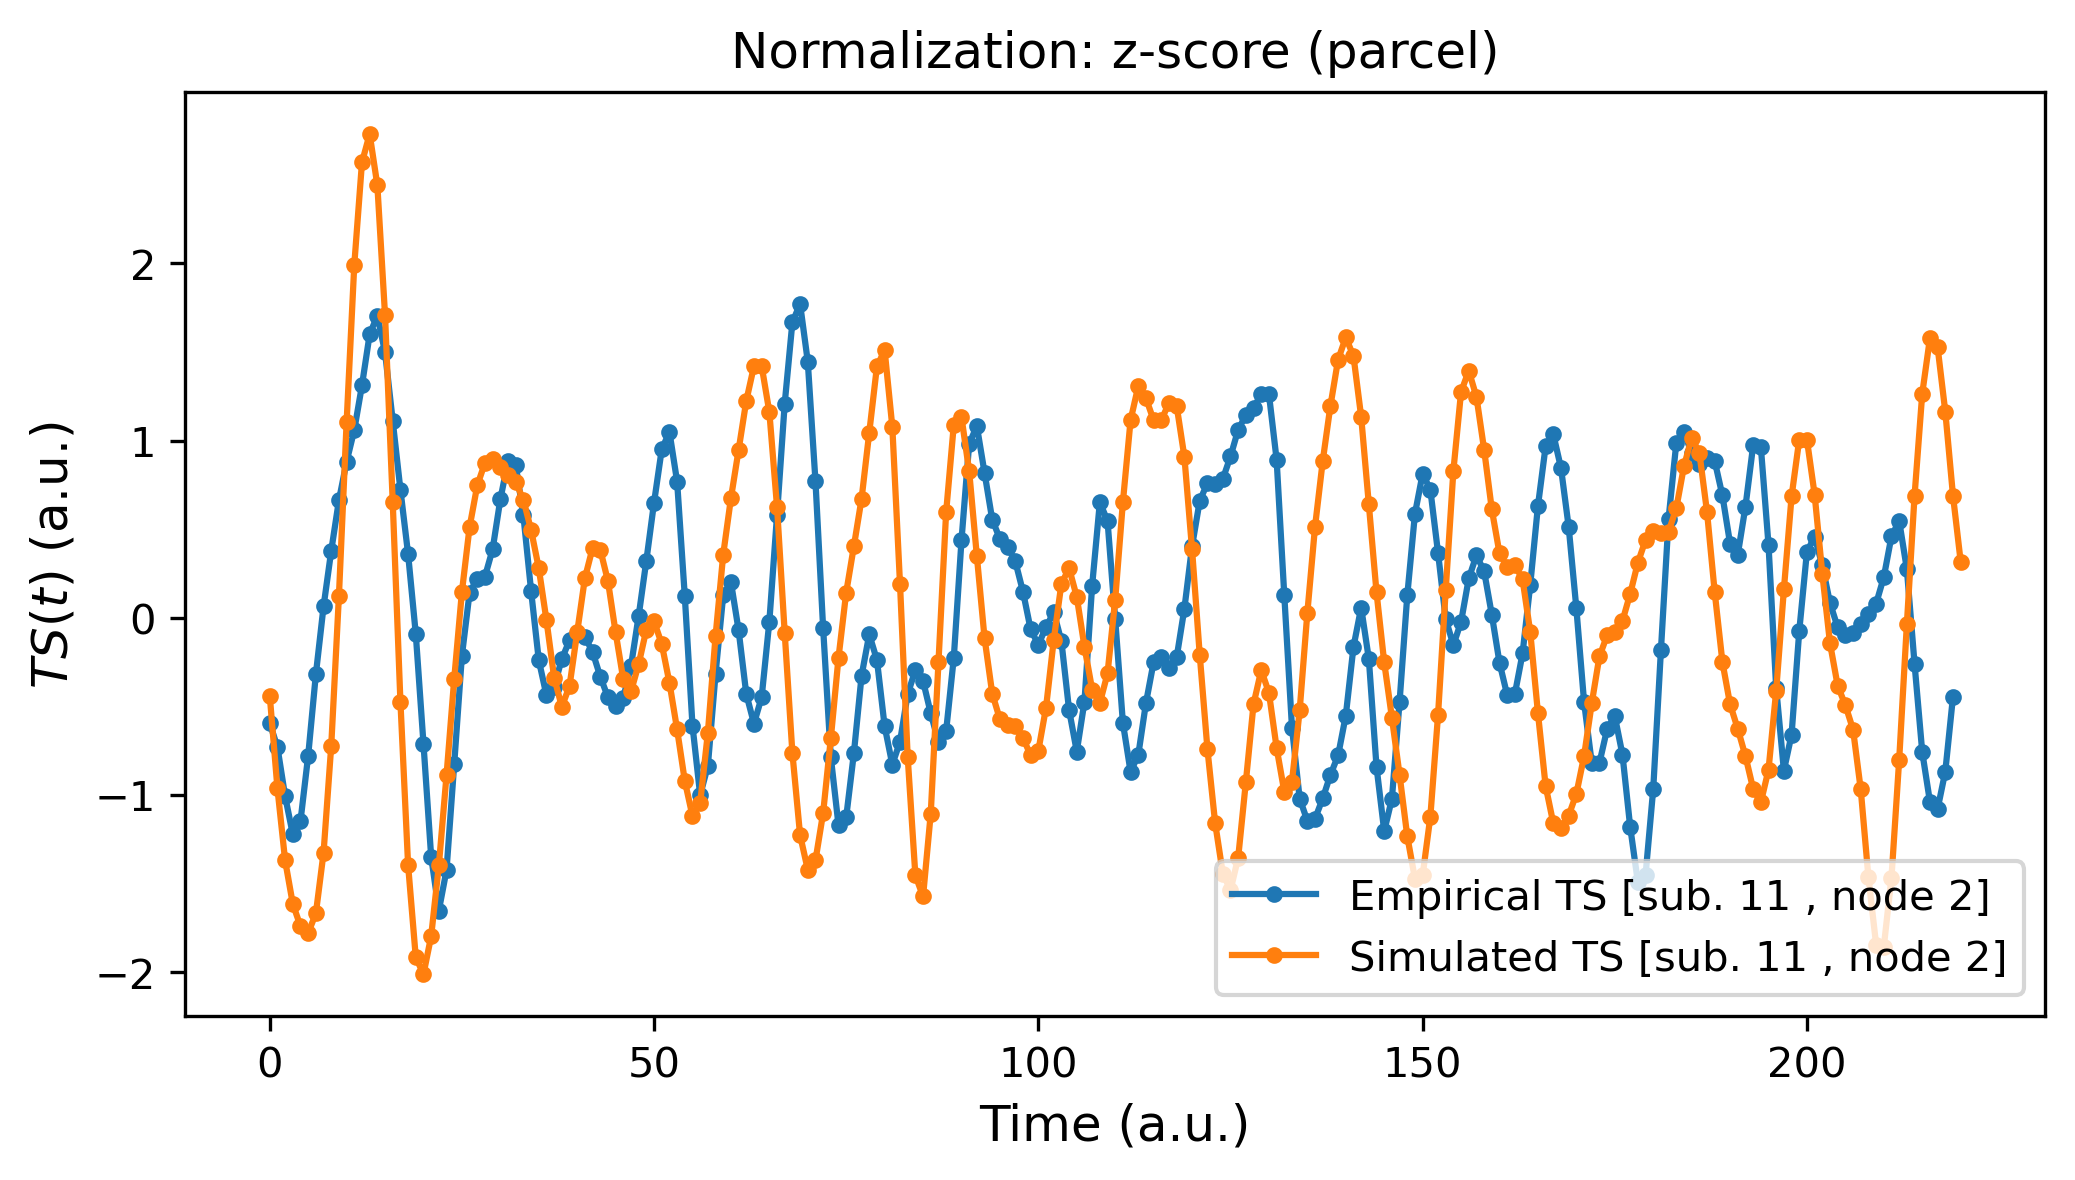 Normalization: z-score (parcel)
TS(t) (a.u.)
2
1
0
−1
−2
Empirical TS [sub. 11 , node 2]
Simulated TS [sub. 11 , node 2]
0 50 100 150 200
Time (a.u.)